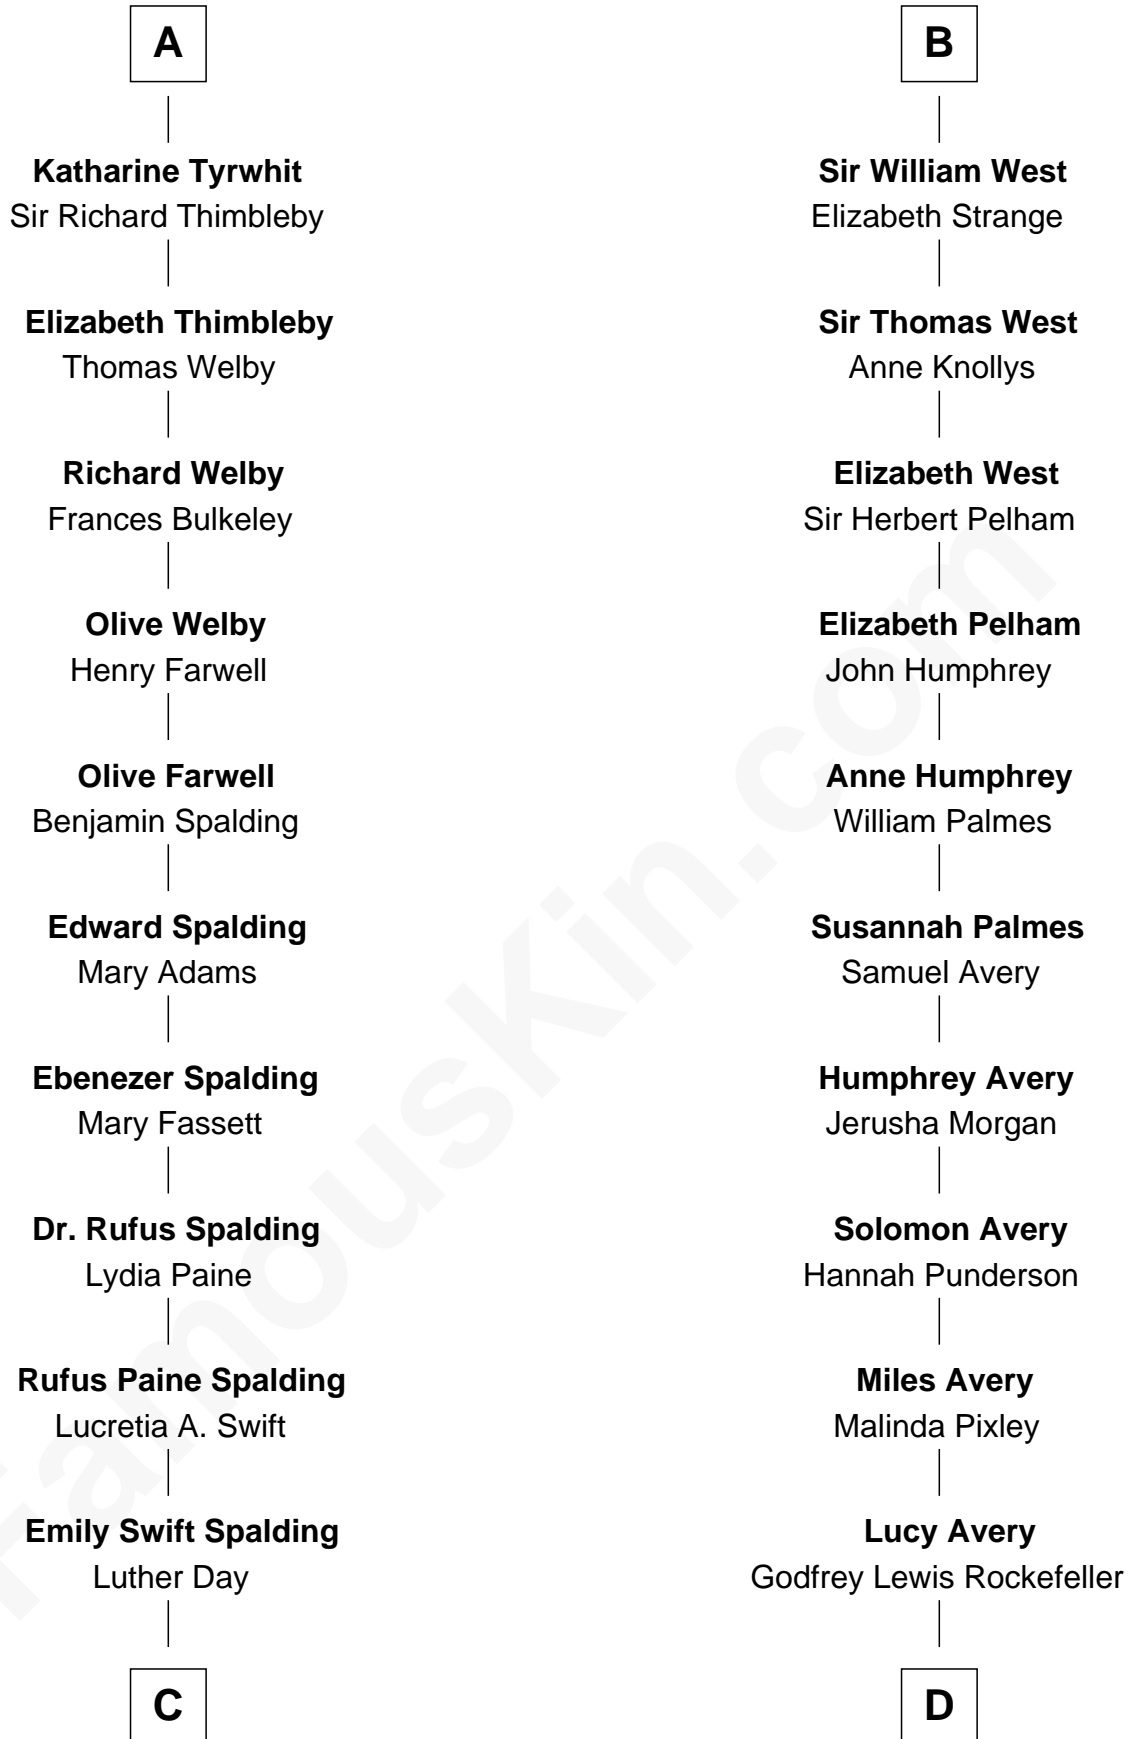 A
Katharine Tyrwhit
Sir Richard Thimbleby
Elizabeth Thimbleby
Thomas Welby
Richard Welby
Frances Bulkeley
Olive Welby
Henry Farwell
Olive Farwell
Benjamin Spalding
Edward Spalding
Mary Adams
Ebenezer Spalding
Mary Fassett
Dr. Rufus Spalding
Lydia Paine
Rufus Paine Spalding
Lucretia A. Swift
Emily Swift Spalding
Luther Day
C
B
Sir William West
Elizabeth Strange
Sir Thomas West
Anne Knollys
Elizabeth West
Sir Herbert Pelham
Elizabeth Pelham
John Humphrey
Anne Humphrey
William Palmes
Susannah Palmes
Samuel Avery
Humphrey Avery
Jerusha Morgan
Solomon Avery
Hannah Punderson
Miles Avery
Malinda Pixley
Lucy Avery
Godfrey Lewis Rockefeller
D
FamousKin.com